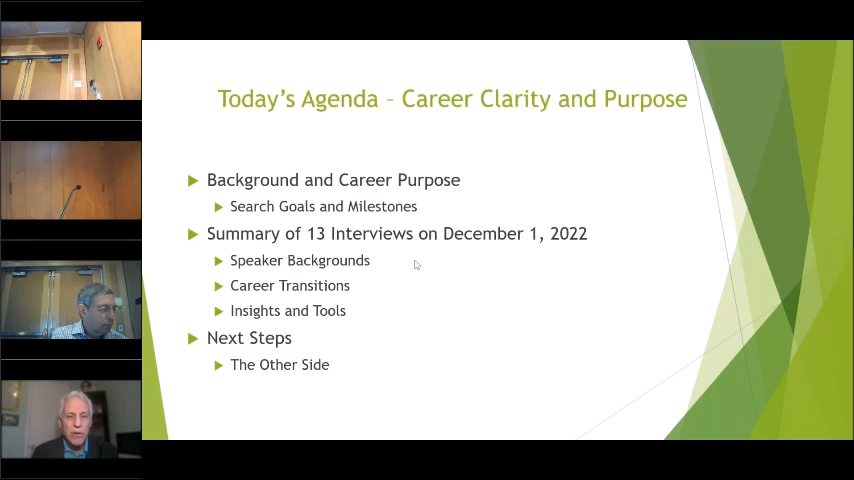 Today's Agenda – Career Clarity and Purpose
Background and Career Purpose
Search Goals and Milestones
Summary of 13 Interviews on December 1, 2022
Speaker Backgrounds
Career Transitions
Insights and Tools
Next Steps
The Other Side